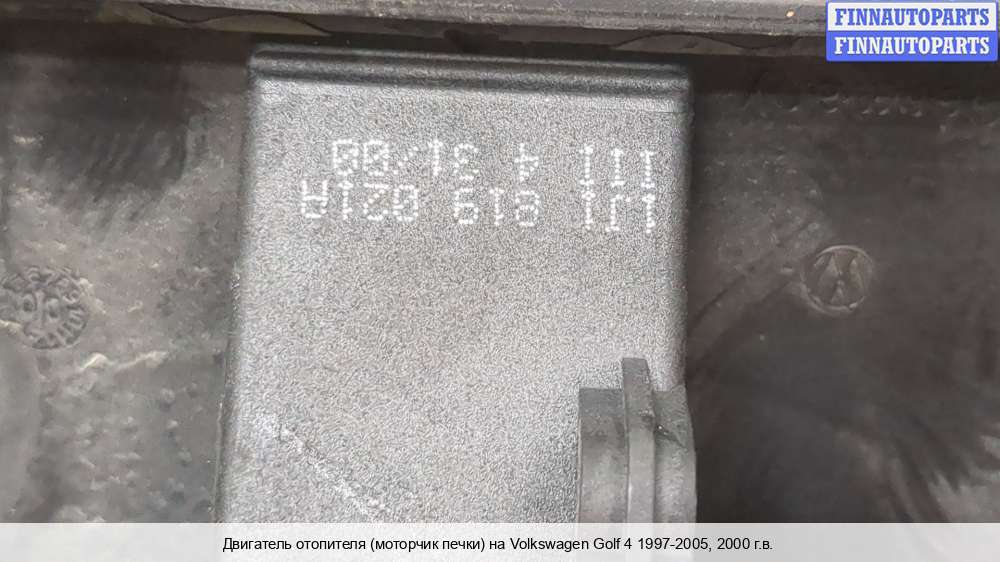 FINNAUTOPARTS
FINNAUTOPARTS
1J1 819 021A
111 4 31/00
Двигатель отопителя (моторчик печки) на Volkswagen Golf 4 1997-2005, 2000 г.в.